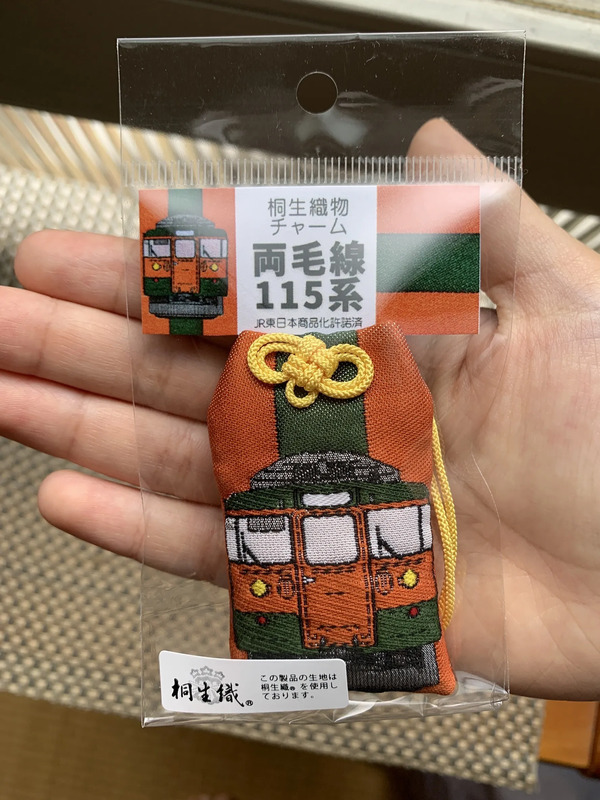 桐生織物
チャーム
両毛線
115系
JR東日本商品化許諾済
桐生織®
この製品の生地は
桐生織®を使用し
ております。